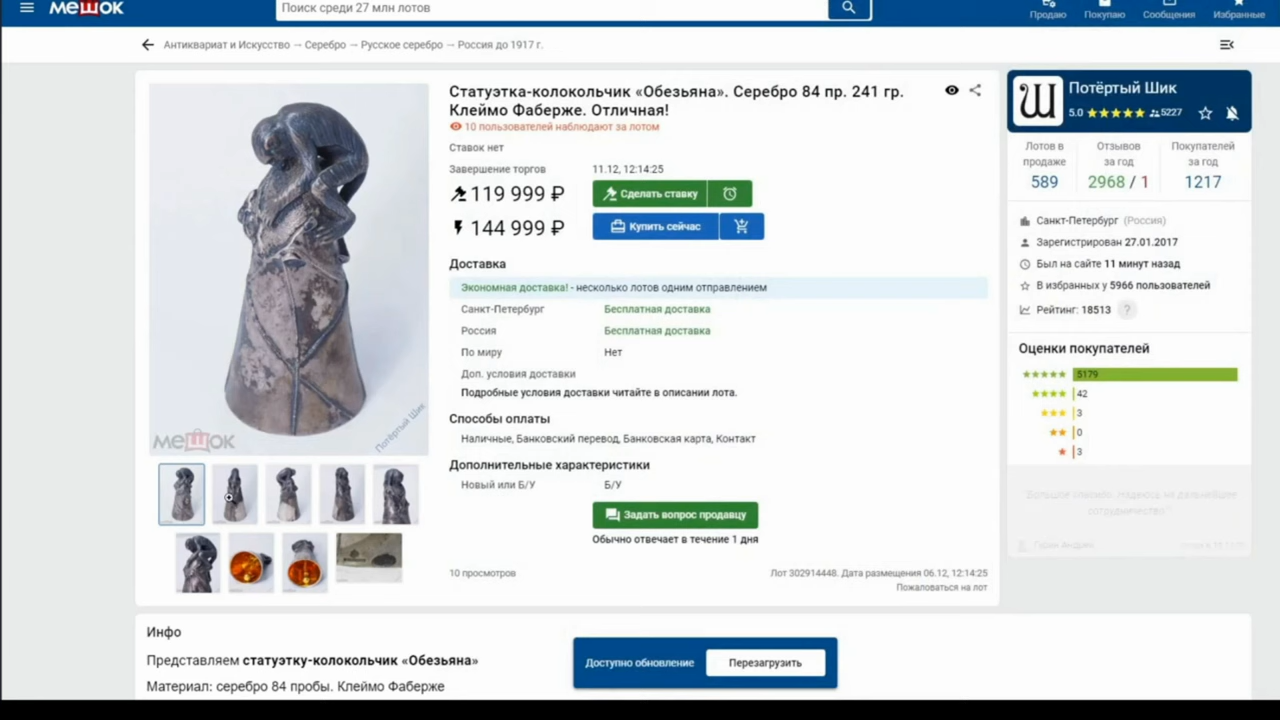 мешок
Поиск среди 27 млн лотов
Продаю
Покупаю
Сообщения
Избранные
Антиквариат и Искусство → Серебро → Русское серебро → Россия до 1917 г.
Статуэтка-колокольчик «Обезьяна». Серебро 84 пр. 241 гр.
Клеймо Фаберже. Отличная!
10 пользователей наблюдают за лотом
Ставок нет
Завершение торгов 11.12, 12:14:25
119 999 ₽ Сделать ставку
144 999 ₽ Купить сейчас
Доставка
Экономная доставка! - несколько лотов одним отправлением
Санкт-Петербург Бесплатная доставка
Россия Бесплатная доставка
По миру Нет
Доп. условия доставки
Подробные условия доставки читайте в описании лота.
Способы оплаты
Наличные, Банковский перевод, Банковская карта, Контакт
Дополнительные характеристики
Новый или Б/У Б/У
Задать вопрос продавцу
Обычно отвечает в течение 1 дня
10 просмотров
Лот 302914448. Дата размещения 06.12, 12:14:25
Пожаловаться на лот
мешок
Потёртый Шик
Ш
Потёртый Шик
5.0 5227
Лотов в продаже
589
Отзывов за год
2968 / 1
Покупателей за год
1217
Санкт-Петербург (Россия)
Зарегистрирован 27.01.2017
Был на сайте 11 минут назад
В избранных у 5966 пользователей
Рейтинг: 18513 ?
Оценки покупателей
5179
42
3
0
3
Инфо
Представляем статуэтку-колокольчик «Обезьяна»
Материал: серебро 84 пробы. Клеймо Фаберже
Доступно обновление
Перезагрузить